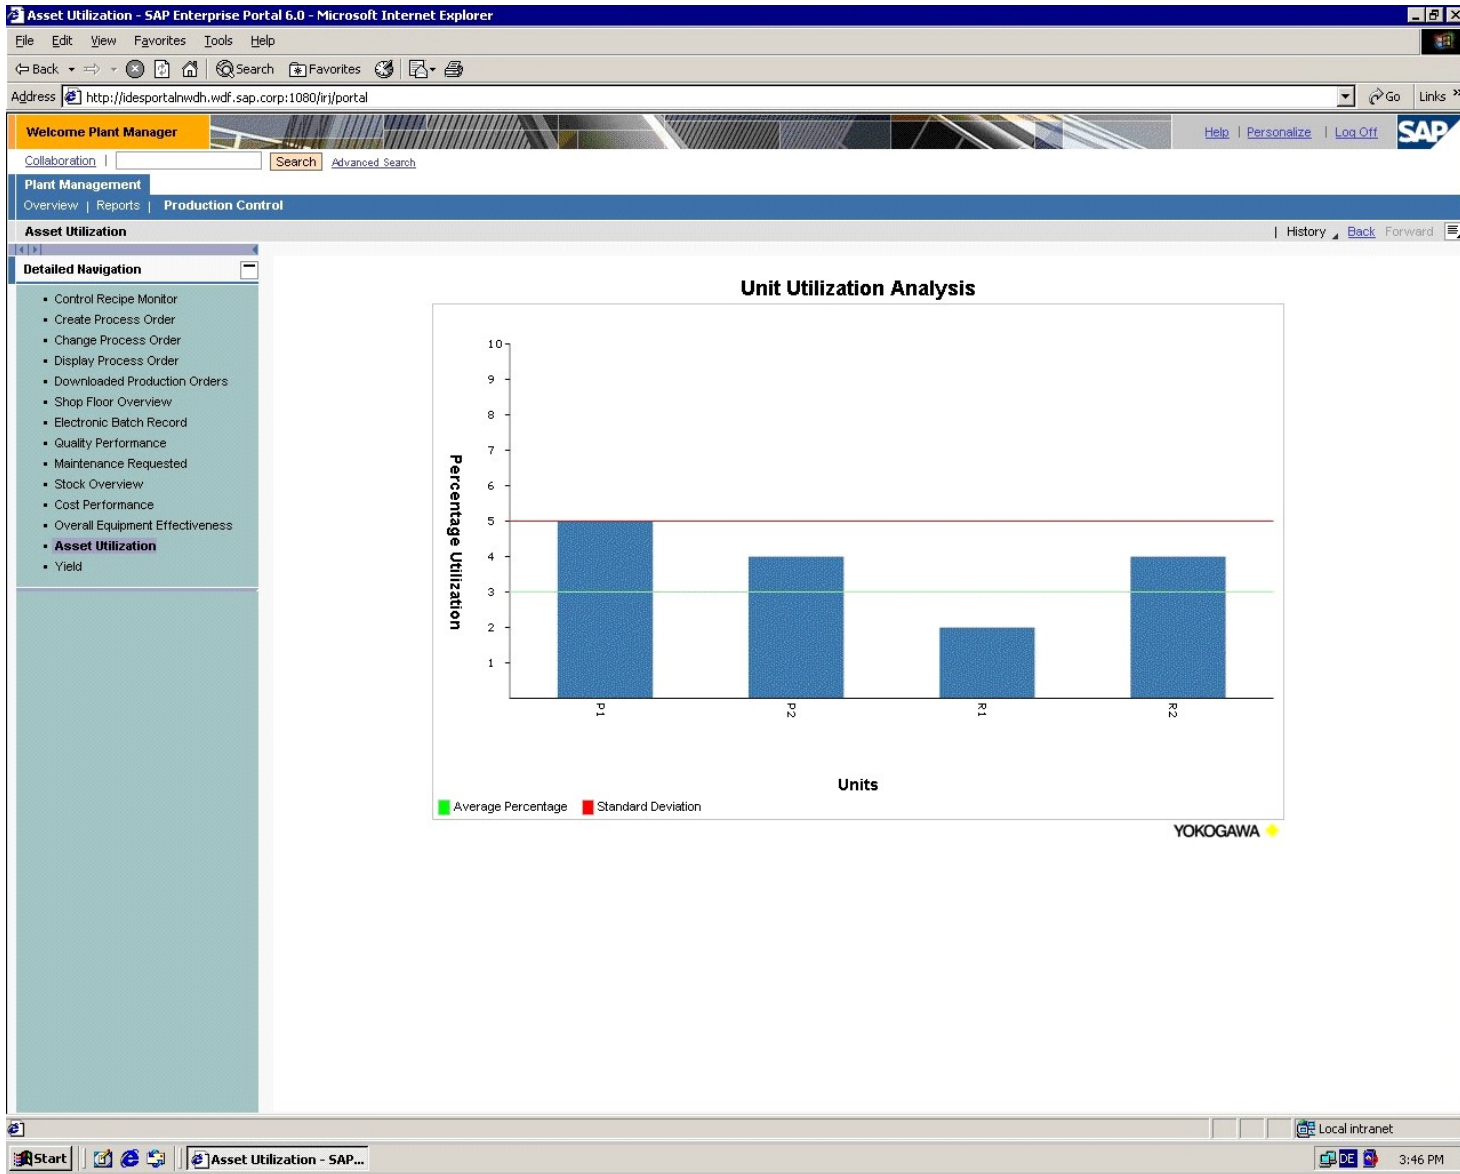 Asset Utilization - SAP Enterprise Portal 6.0 - Microsoft Internet Explorer
File Edit View Favorites Tools Help
Back Search Favorites
Address http://idesportalnwdh.wdf.sap.corp:1080/irj/portal Go Links »
Welcome Plant Manager Help | Personalize | Log Off SAP
Collaboration | Search Advanced Search
Plant Management
Overview | Reports | Production Control
Asset Utilization | History Back Forward
Detailed Navigation
Control Recipe Monitor
Create Process Order
Change Process Order
Display Process Order
Downloaded Production Orders
Shop Floor Overview
Electronic Batch Record
Quality Performance
Maintenance Requested
Stock Overview
Cost Performance
Overall Equipment Effectiveness
Asset Utilization
Yield
Unit Utilization Analysis
Percentage Utilization
10
9
8
7
6
5
4
3
2
1
P1 P2 R1 R2
Units
Average Percentage Standard Deviation
YOKOGAWA
Local intranet
Start Asset Utilization - SAP... DE 3:46 PM